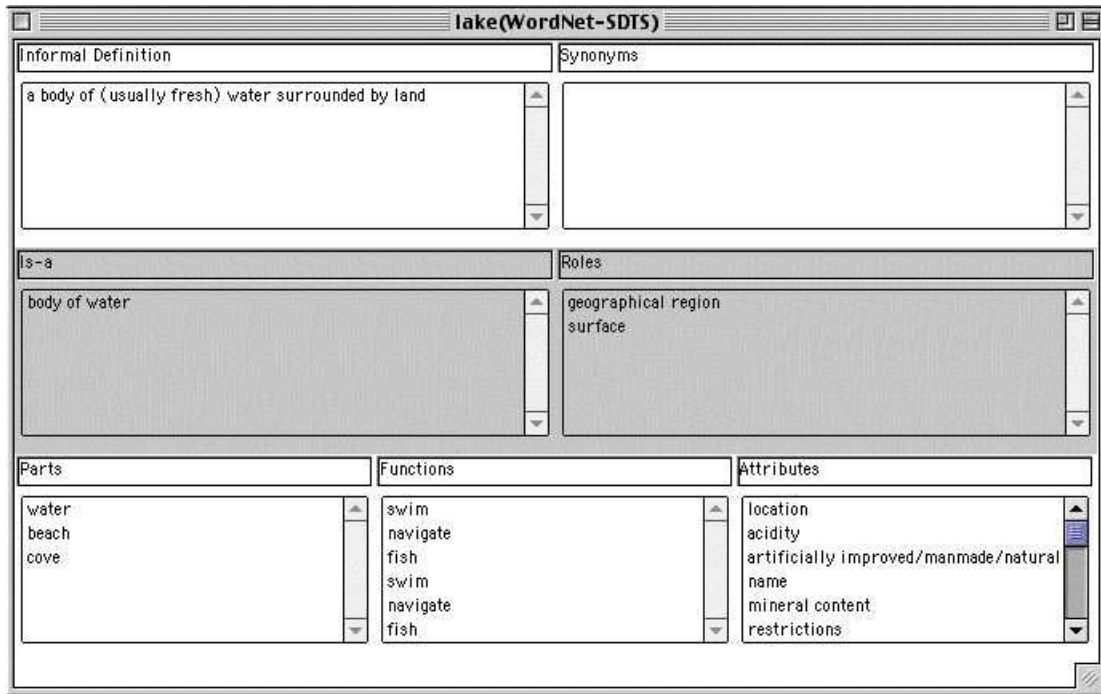 lake(WordNet-SDTS)
Informal Definition
Synonyms
a body of (usually fresh) water surrounded by land
Is-a
Roles
body of water
geographical region
surface
Parts
Functions
Attributes
water
beach
cove
swim
navigate
fish
swim
navigate
fish
location
acidity
artificially improved/manmade/natural
name
mineral content
restrictions